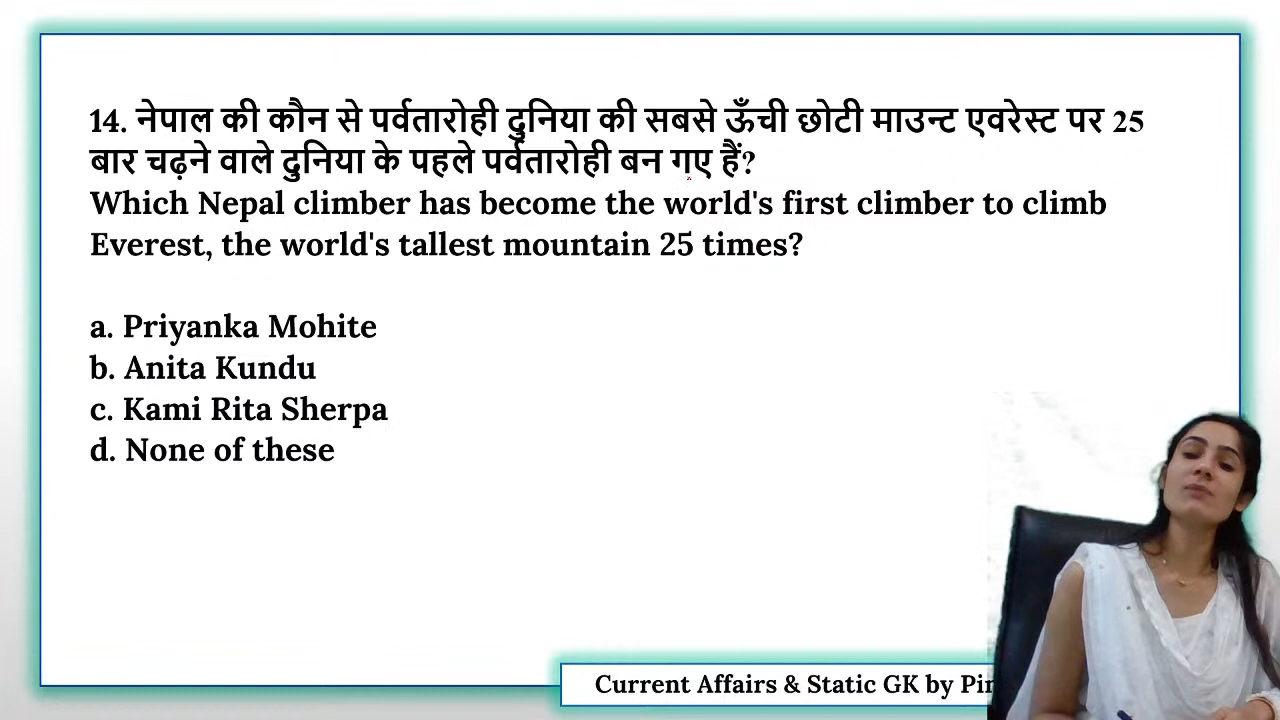 14. नेपाल की कौन से पर्वतारोही दुनिया की सबसे ऊँची छोटी माउन्ट एवरेस्ट पर 25
बार चढ़ने वाले दुनिया के पहले पर्वतारोही बन गए हैं?
Which Nepal climber has become the world's first climber to climb
Everest, the world's tallest mountain 25 times?
a. Priyanka Mohite
b. Anita Kundu
c. Kami Rita Sherpa
d. None of these
Current Affairs & Static GK by